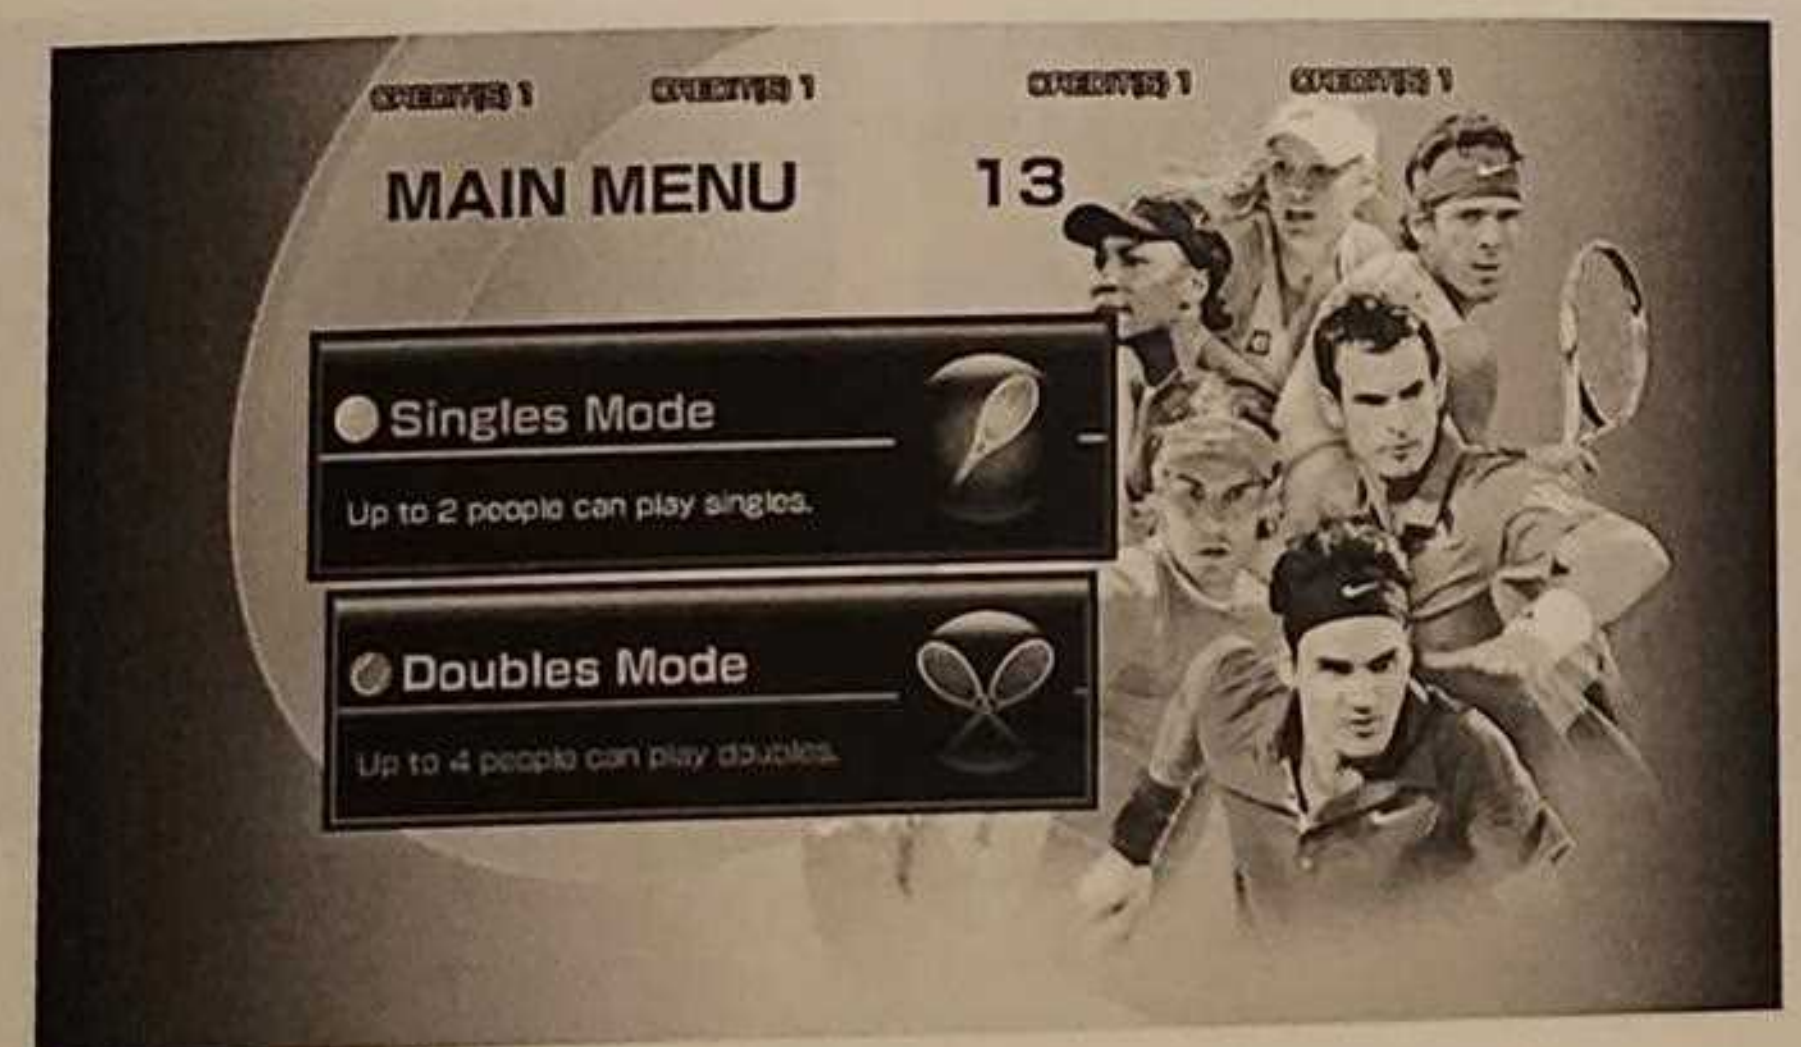 CREDIT(S) 1 CREDIT(S) 1 CREDIT(S) 1 CREDIT(S) 1
MAIN MENU 13
Singles Mode
Up to 2 people can play singles.
Doubles Mode
Up to 4 people can play doubles.